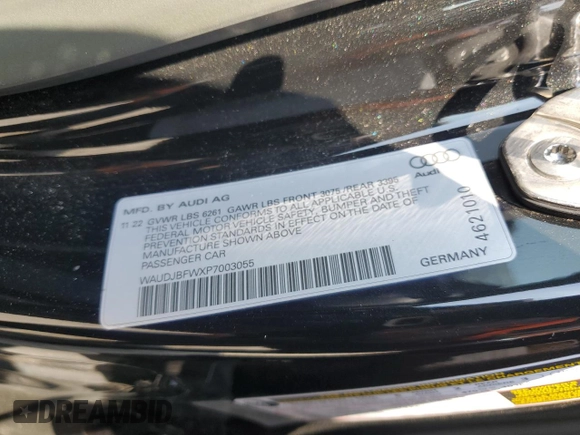 MFD. BY AUDI AG
11 22 GVWR LBS 6261 GAWR LBS FRONT 3075 /REAR 3396
THIS VEHICLE CONFORMS TO ALL APPLICABLE U.S.
FEDERAL MOTOR VEHICLE SAFETY, BUMPER AND THEFT
PREVENTION STANDARDS IN EFFECT ON THE DATE OF
MANUFACTURE SHOWN ABOVE
PASSENGER CAR
WAUDJBFWXP7003055
Audi
4621010
GERMANY
DREAMBID